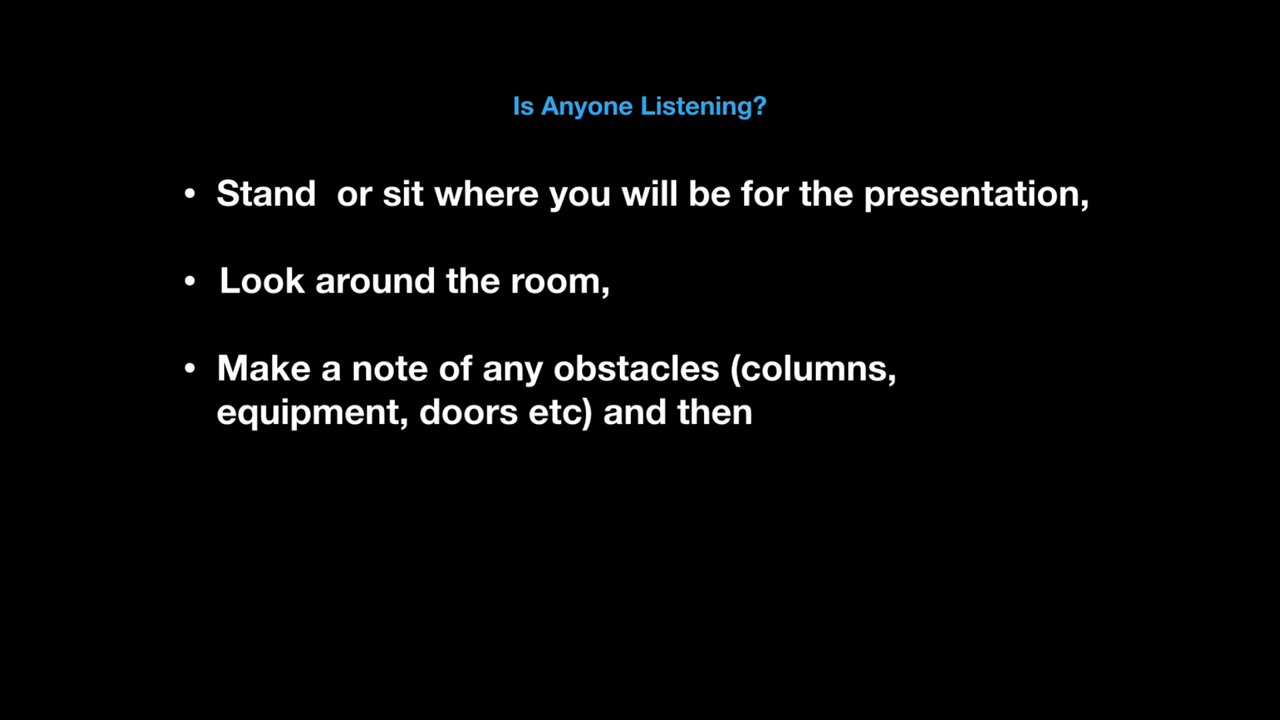 Is Anyone Listening?
• Stand  or sit where you will be for the presentation,
• Look around the room,
• Make a note of any obstacles (columns,
equipment, doors etc) and then